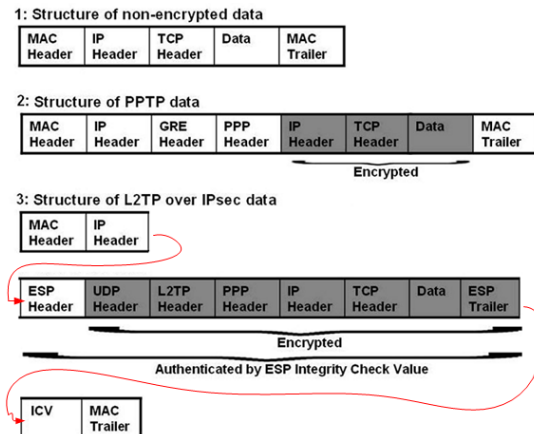 1: Structure of non-encrypted data
MAC Header IP Header TCP Header Data MAC Trailer
2: Structure of PPTP data
MAC Header IP Header GRE Header PPP Header IP Header TCP Header Data MAC Trailer
Encrypted
3: Structure of L2TP over IPsec data
MAC Header IP Header
ESP Header UDP Header L2TP Header PPP Header IP Header TCP Header Data ESP Trailer
Encrypted
Authenticated by ESP Integrity Check Value
ICV MAC Trailer